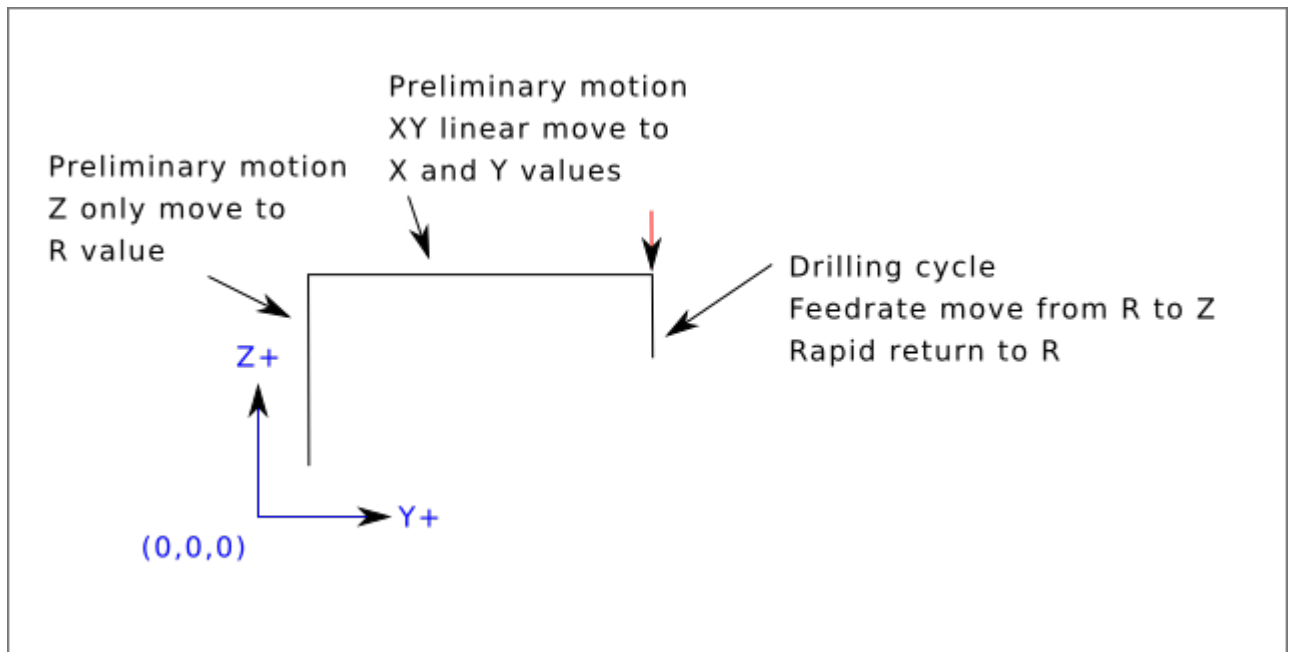 Preliminary motion
XY linear move to
X and Y values
Preliminary motion
Z only move to
R value
Drilling cycle
Feedrate move from R to Z
Rapid return to R
Z+
Y+
(0,0,0)